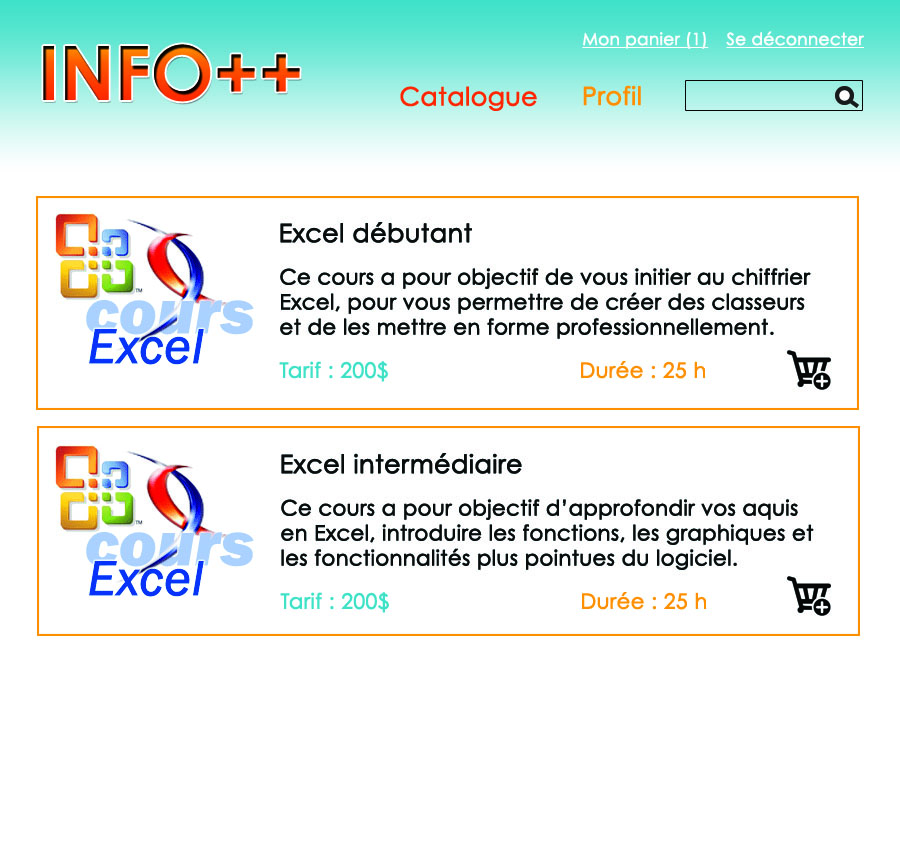 Mon panier (1) Se déconnecter
INFO++
Catalogue Profil
Excel débutant
Ce cours a pour objectif de vous initier au chiffrier
Excel, pour vous permettre de créer des classeurs
et de les mettre en forme professionnellement.
cours
Excel
Tarif : 200$ Durée : 25 h
Excel intermédiaire
Ce cours a pour objectif d’approfondir vos aquis
en Excel, introduire les fonctions, les graphiques et
les fonctionnalités plus pointues du logiciel.
cours
Excel
Tarif : 200$ Durée : 25 h